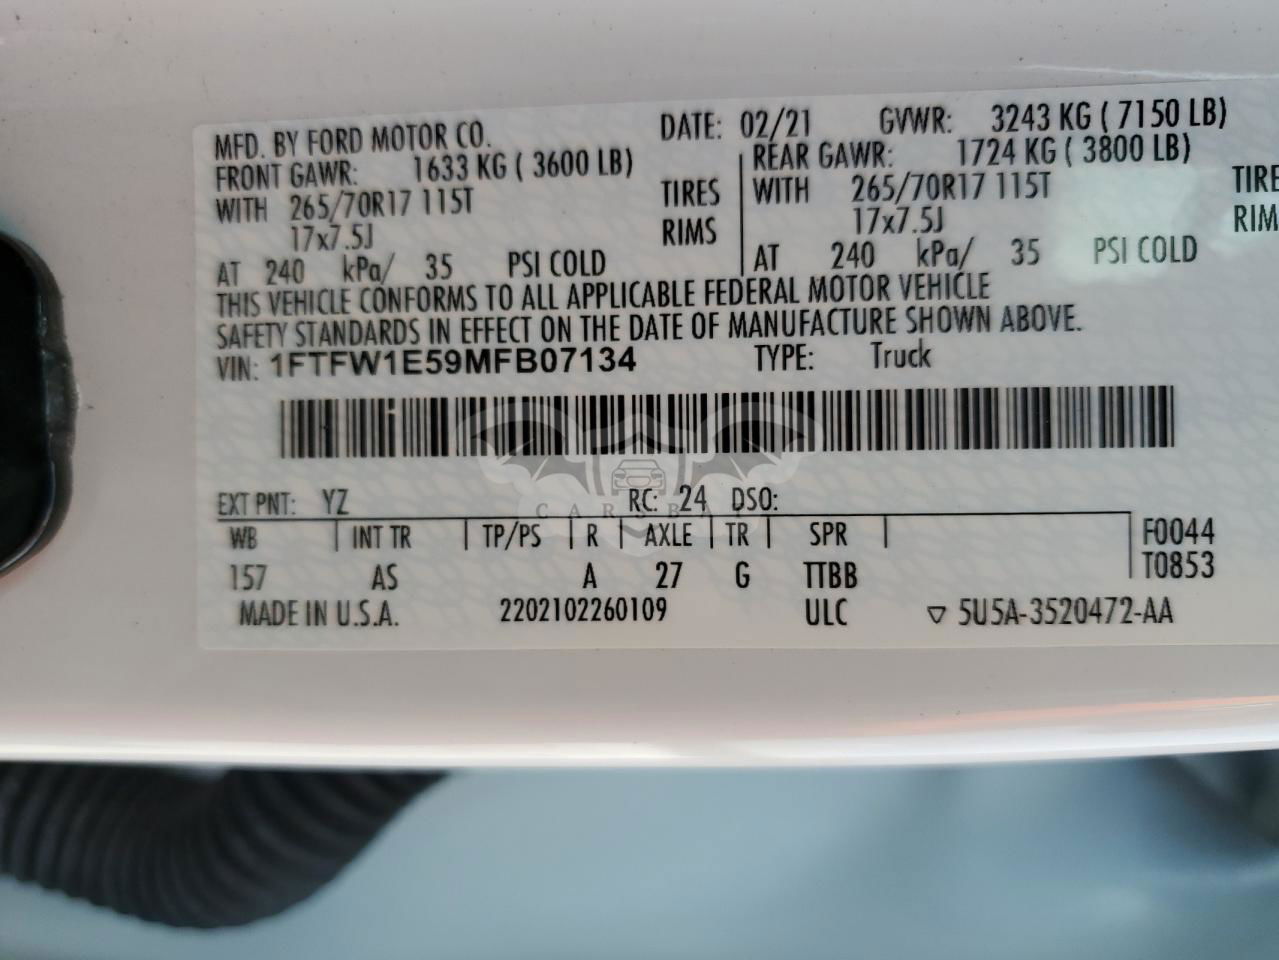 MFD. BY FORD MOTOR CO. DATE: 02/21 GVWR: 3243 KG ( 7150 LB)
FRONT GAWR: 1633 KG ( 3600 LB) REAR GAWR: 1724 KG ( 3800 LB)
WITH 265/70R17 115T TIRES WITH 265/70R17 115T TIRE
17x7.5J RIMS 17x7.5J RIM
AT 240 kPa/ 35 PSI COLD AT 240 kPa/ 35 PSI COLD
THIS VEHICLE CONFORMS TO ALL APPLICABLE FEDERAL MOTOR VEHICLE
SAFETY STANDARDS IN EFFECT ON THE DATE OF MANUFACTURE SHOWN ABOVE.
VIN: 1FTFW1E59MFB07134 TYPE: Truck
EXT PNT: YZ RC: 24 DSO:
WB INT TR TP/PS R AXLE TR SPR F0044
157 AS A 27 G TTBB T0853
MADE IN U.S.A. 2202102260109 ULC ▽ 5U5A-3520472-AA